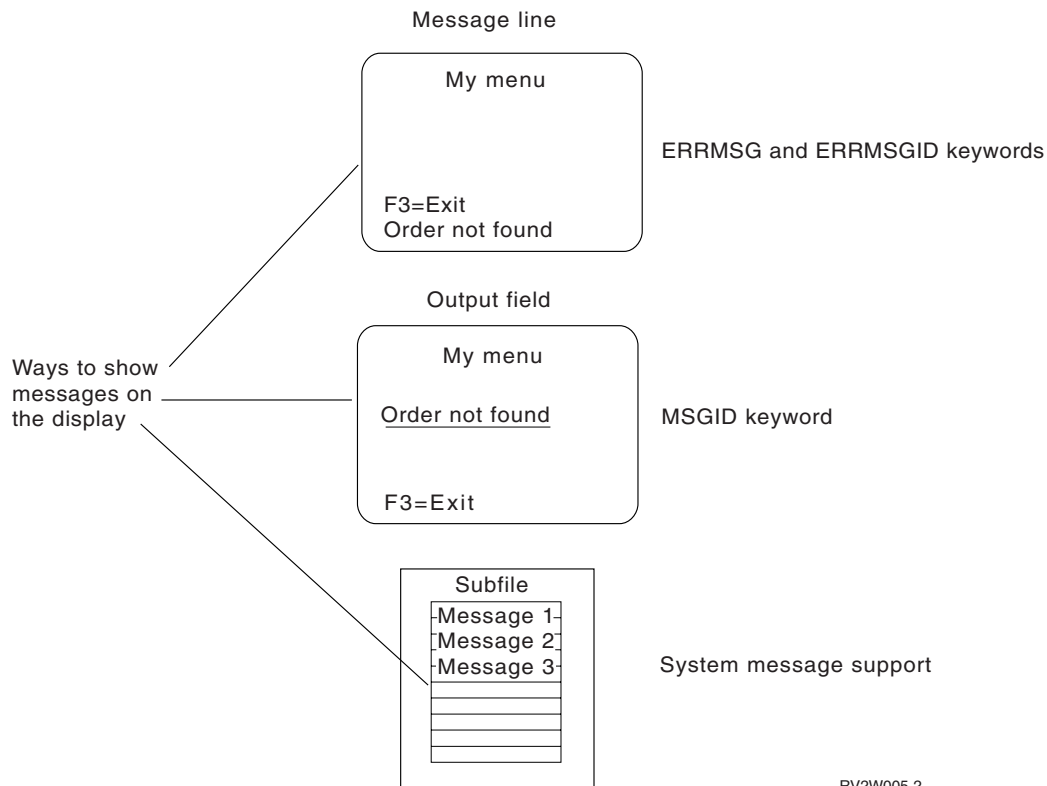 Message line
My menu
F3=Exit
Order not found
ERRMSG and ERRMSGID keywords
Output field
My menu
Order not found
F3=Exit
MSGID keyword
Ways to show
messages on
the display
Subfile
Message 1
Message 2
Message 3
System message support
RV2W005-2